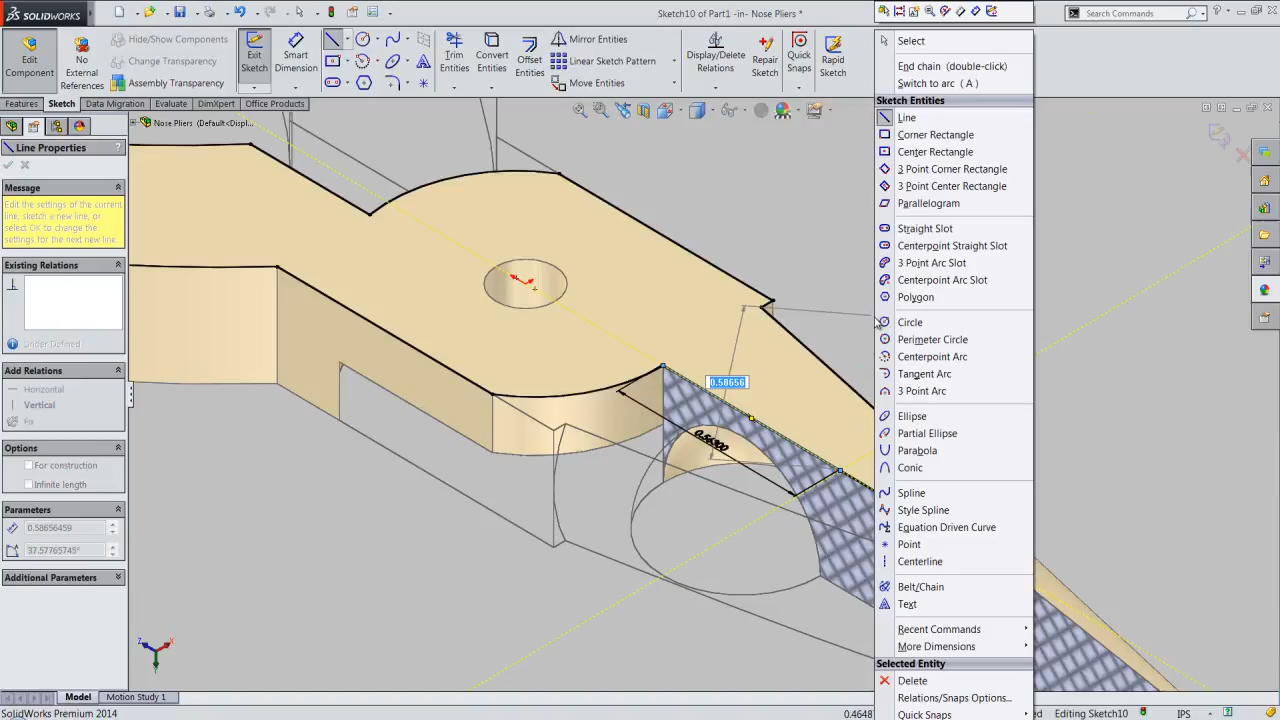 SOLIDWORKS
Sketch10 of Part1 -in- Nose Pliers *
Search Commands
Edit Component
No External References
Hide/Show Components
Change Transparency
Assembly Transparency
Exit Sketch
Smart Dimension
Trim Entities
Convert Entities
Offset Entities
Mirror Entities
Linear Sketch Pattern
Move Entities
Display/Delete Relations
Repair Sketch
Quick Snaps
Rapid Sketch
Features
Sketch
Data Migration
Evaluate
DimXpert
Office Products
Line Properties
?
Nose Pliers (Default<Displ...
Message
Edit the settings of the current line, sketch a new line, or select OK to change the settings for the next new line.
Existing Relations
Under Defined
Add Relations
Horizontal
Vertical
Fix
Options
For construction
Infinite length
Parameters
0.58656459
37.57765745°
Additional Parameters
0.58656
0.56300
Z
X
Select
End chain (double-click)
Switch to arc ( A )
Sketch Entities
Line
Corner Rectangle
Center Rectangle
3 Point Corner Rectangle
3 Point Center Rectangle
Parallelogram
Straight Slot
Centerpoint Straight Slot
3 Point Arc Slot
Centerpoint Arc Slot
Polygon
Circle
Perimeter Circle
Centerpoint Arc
Tangent Arc
3 Point Arc
Ellipse
Partial Ellipse
Parabola
Conic
Spline
Style Spline
Equation Driven Curve
Point
Centerline
Belt/Chain
Text
Recent Commands
More Dimensions
Selected Entity
Delete
Relations/Snaps Options...
Quick Snaps
Model
Motion Study 1
SolidWorks Premium 2014
0.4648
Editing Sketch10
IPS